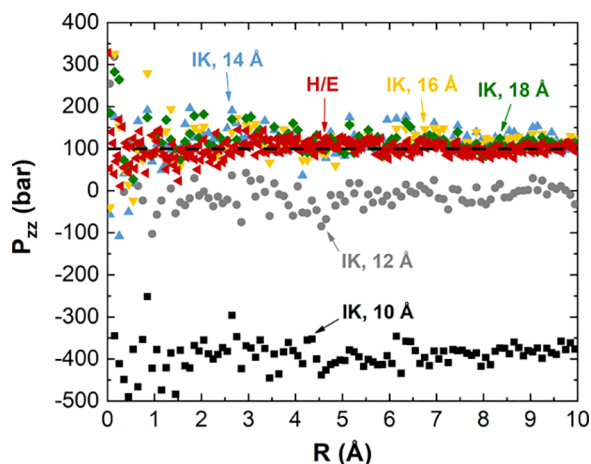 400
300
200
100
0
-100
-200
-300
-400
-500
P_zz (bar)
IK, 14 Å
H/E
IK, 16 Å
IK, 18 Å
IK, 12 Å
IK, 10 Å
0 1 2 3 4 5 6 7 8 9 10
R (Å)